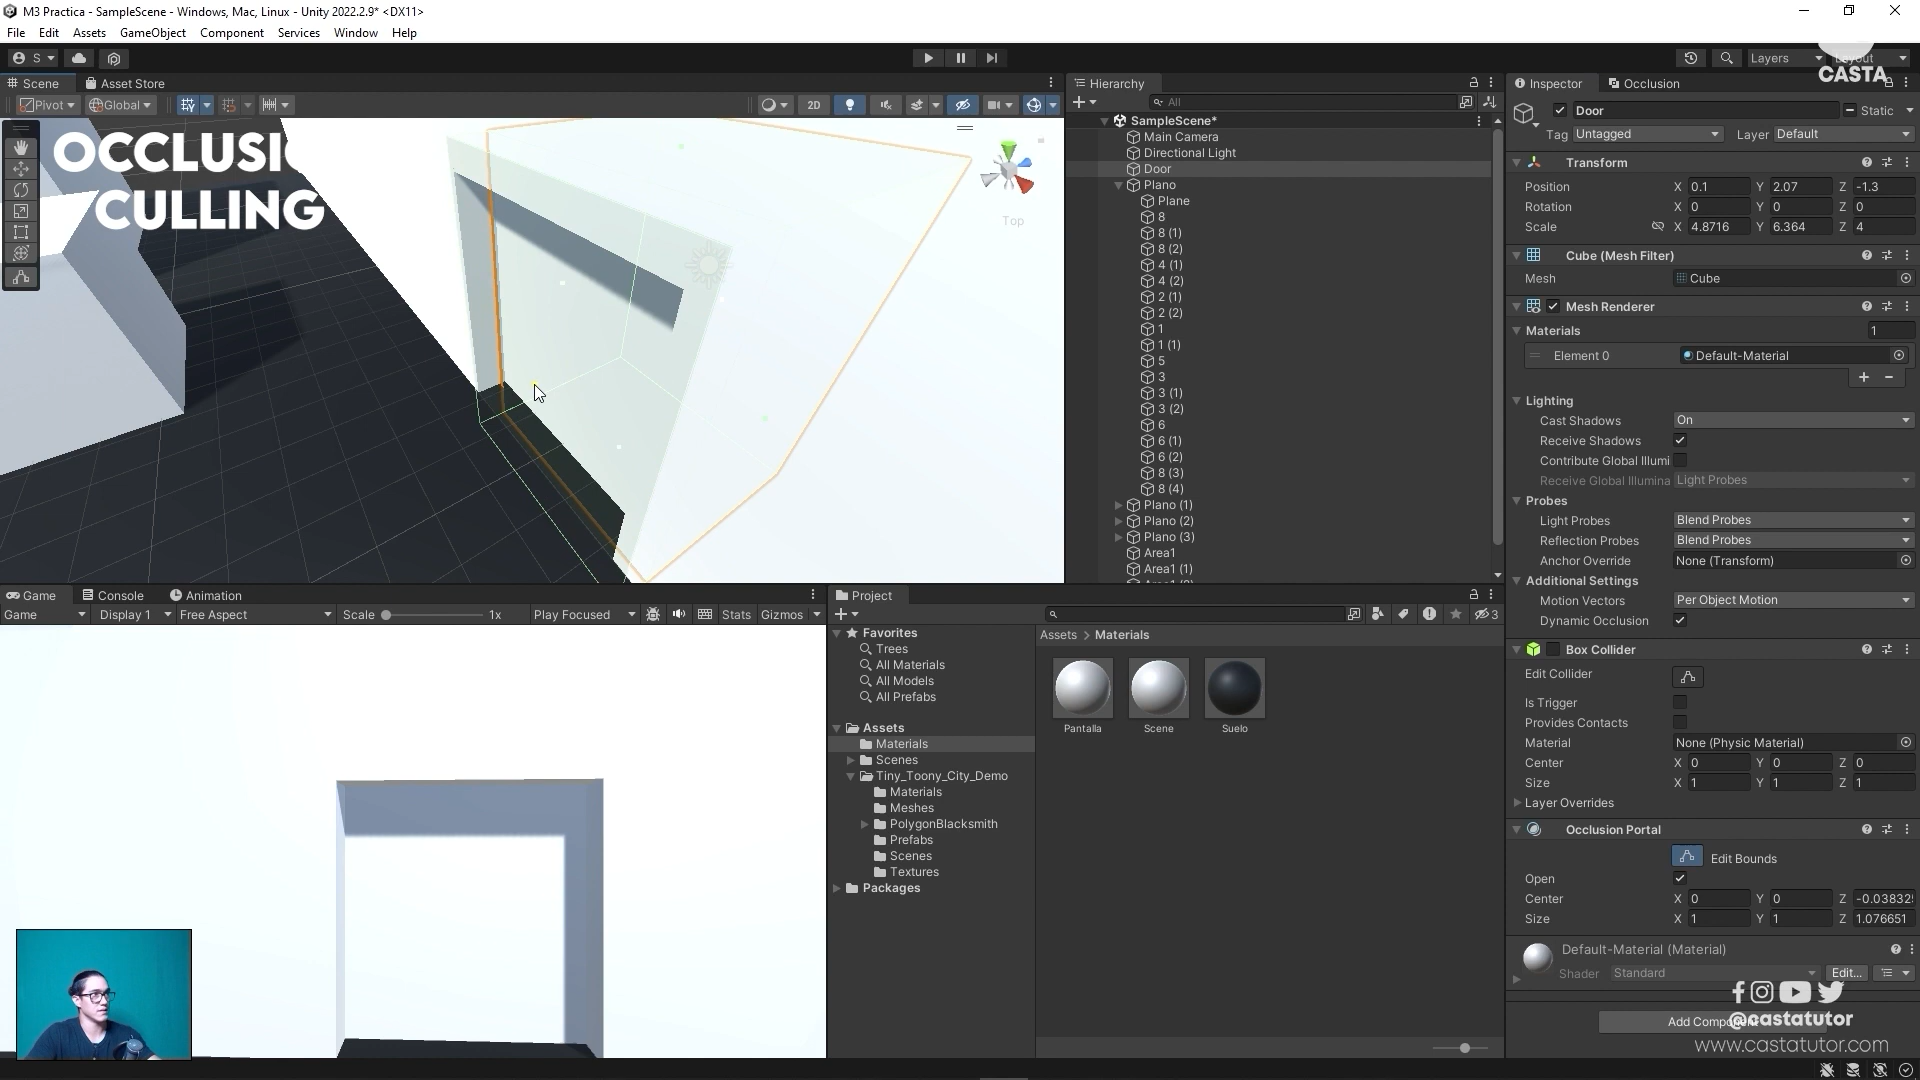 M3 Practica - SampleScene - Windows, Mac, Linux - Unity 2022.2.9* <DX11>
File Edit Assets GameObject Component Services Window Help
S
Layers
CASTA
Scene Asset Store
Pivot Global 2D
OCCLUSI
CULLING
Top
Hierarchy
All
SampleScene*
Main Camera
Directional Light
Door
Plano
Plane
8
8 (1)
8 (2)
4 (1)
4 (2)
2 (1)
2 (2)
1
1 (1)
5
3
3 (1)
3 (2)
6
6 (1)
6 (2)
8 (3)
8 (4)
Plano (1)
Plano (2)
Plano (3)
Area1
Area1 (1)
Inspector Occlusion
Door Static
Tag Untagged Layer Default
Transform
Position X 0.1 Y 2.07 Z -1.3
Rotation X 0 Y 0 Z 0
Scale X 4.8716 Y 6.364 Z 4
Cube (Mesh Filter)
Mesh Cube
Mesh Renderer
Materials 1
Element 0 Default-Material
Lighting
Cast Shadows On
Receive Shadows
Contribute Global Illumi
Receive Global Illumina Light Probes
Probes
Light Probes Blend Probes
Reflection Probes Blend Probes
Anchor Override None (Transform)
Additional Settings
Motion Vectors Per Object Motion
Dynamic Occlusion
Box Collider
Edit Collider
Is Trigger
Provides Contacts
Material None (Physic Material)
Center X 0 Y 0 Z 0
Size X 1 Y 1 Z 1
Layer Overrides
Occlusion Portal
Edit Bounds
Open
Center X 0 Y 0 Z -0.03832
Size X 1 Y 1 Z 1.076651
Default-Material (Material)
Shader Standard Edit...
Add Compon
@castatutor
www.castatutor.com
Game Console Animation
Game Display 1 Free Aspect Scale 1x Play Focused Stats Gizmos
Project
3
Favorites
Trees
All Materials
All Models
All Prefabs
Assets
Materials
Scenes
Tiny_Toony_City_Demo
Materials
Meshes
PolygonBlacksmith
Prefabs
Scenes
Textures
Packages
Assets > Materials
Pantalla Scene Suelo